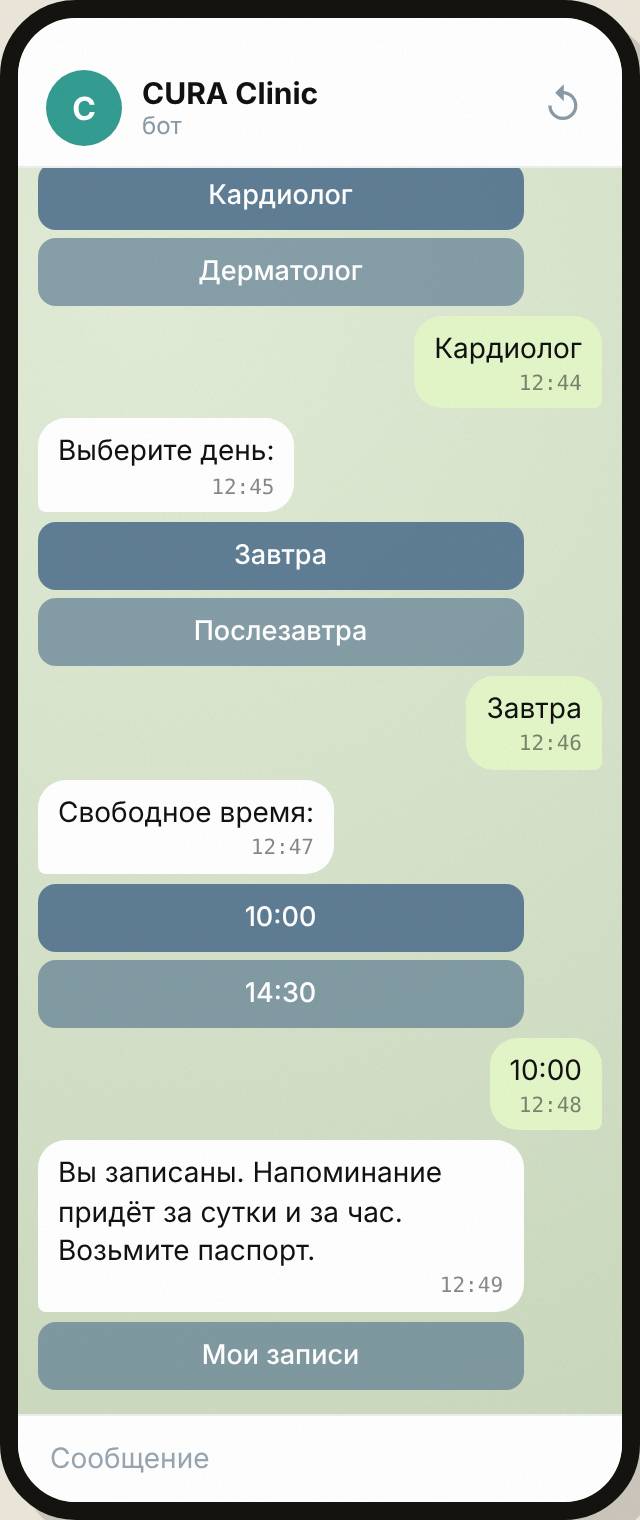 C
CURA Clinic
бот
Кардиолог
Дерматолог
Кардиолог
12:44
Выберите день:
12:45
Завтра
Послезавтра
Завтра
12:46
Свободное время:
12:47
10:00
14:30
10:00
12:48
Вы записаны. Напоминание
придёт за сутки и за час.
Возьмите паспорт.
12:49
Мои записи
Сообщение